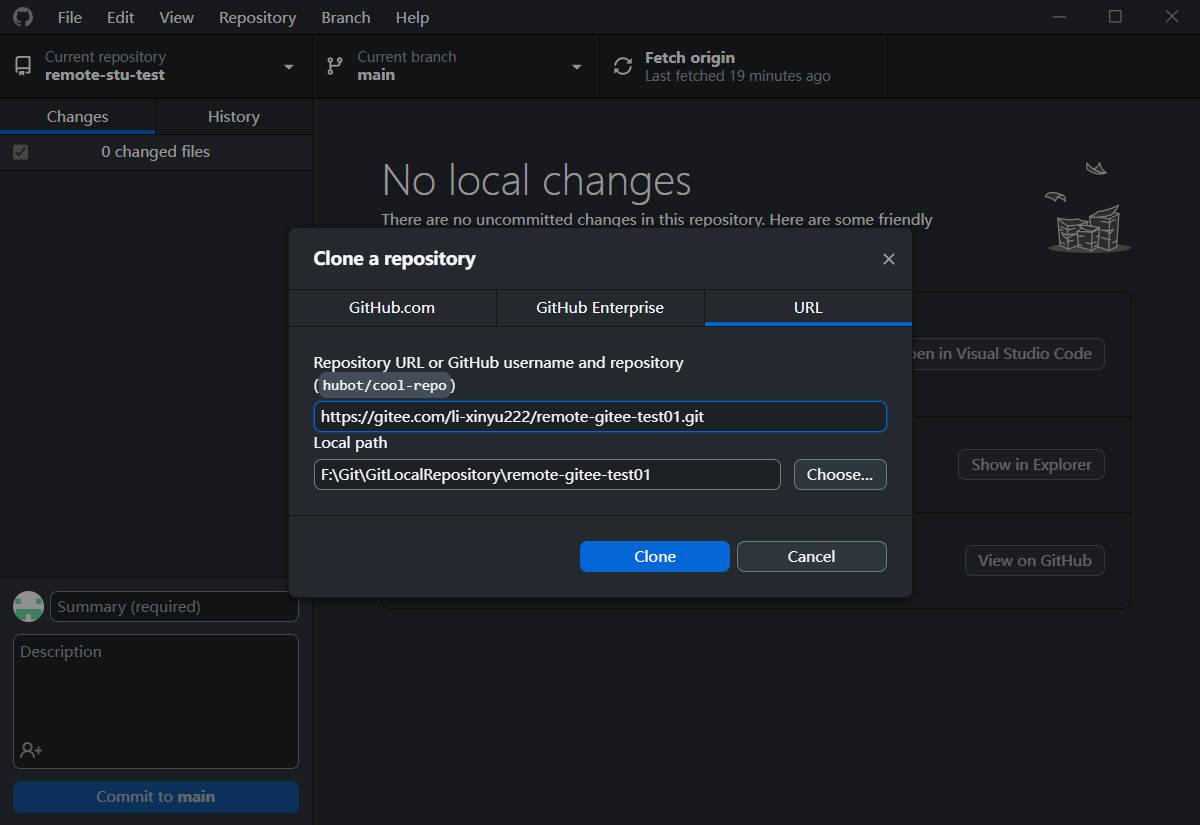 File Edit View Repository Branch Help
Current repository
remote-stu-test
Current branch
main
Fetch origin
Last fetched 19 minutes ago
Changes
History
0 changed files
No local changes
There are no uncommitted changes in this repository. Here are some friendly
Clone a repository
GitHub.com
GitHub Enterprise
URL
Repository URL or GitHub username and repository
(hubot/cool-repo)
https://gitee.com/li-xinyu222/remote-gitee-test01.git
Local path
F:\Git\GitLocalRepository\remote-gitee-test01
Choose...
Clone
Cancel
pen in Visual Studio Code
Show in Explorer
View on GitHub
Summary (required)
Description
Commit to main